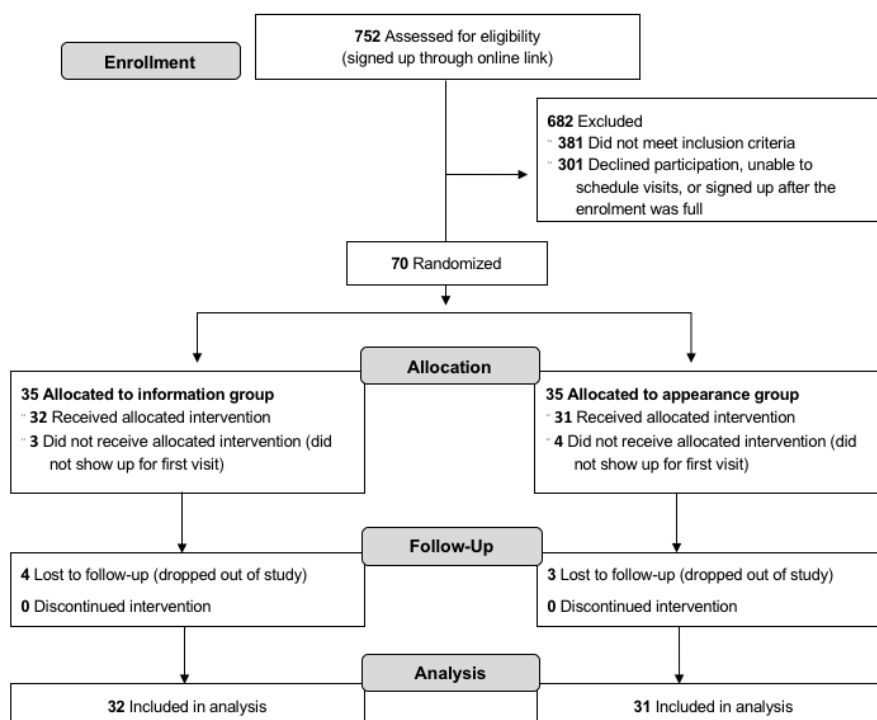 752 Assessed for eligibility
(signed up through online link)
Enrollment
682 Excluded
¨ 381 Did not meet inclusion criteria
¨ 301 Declined participation, unable to
schedule visits, or signed up after the
enrolment was full
70 Randomized
Allocation
35 Allocated to information group
¨ 32 Received allocated intervention
¨ 3 Did not receive allocated intervention (did
not show up for first visit)
35 Allocated to appearance group
¨ 31 Received allocated intervention
¨ 4 Did not receive allocated intervention (did
not show up for first visit)
Follow-Up
4 Lost to follow-up (dropped out of study)
0 Discontinued intervention
3 Lost to follow-up (dropped out of study)
0 Discontinued intervention
Analysis
32 Included in analysis
31 Included in analysis